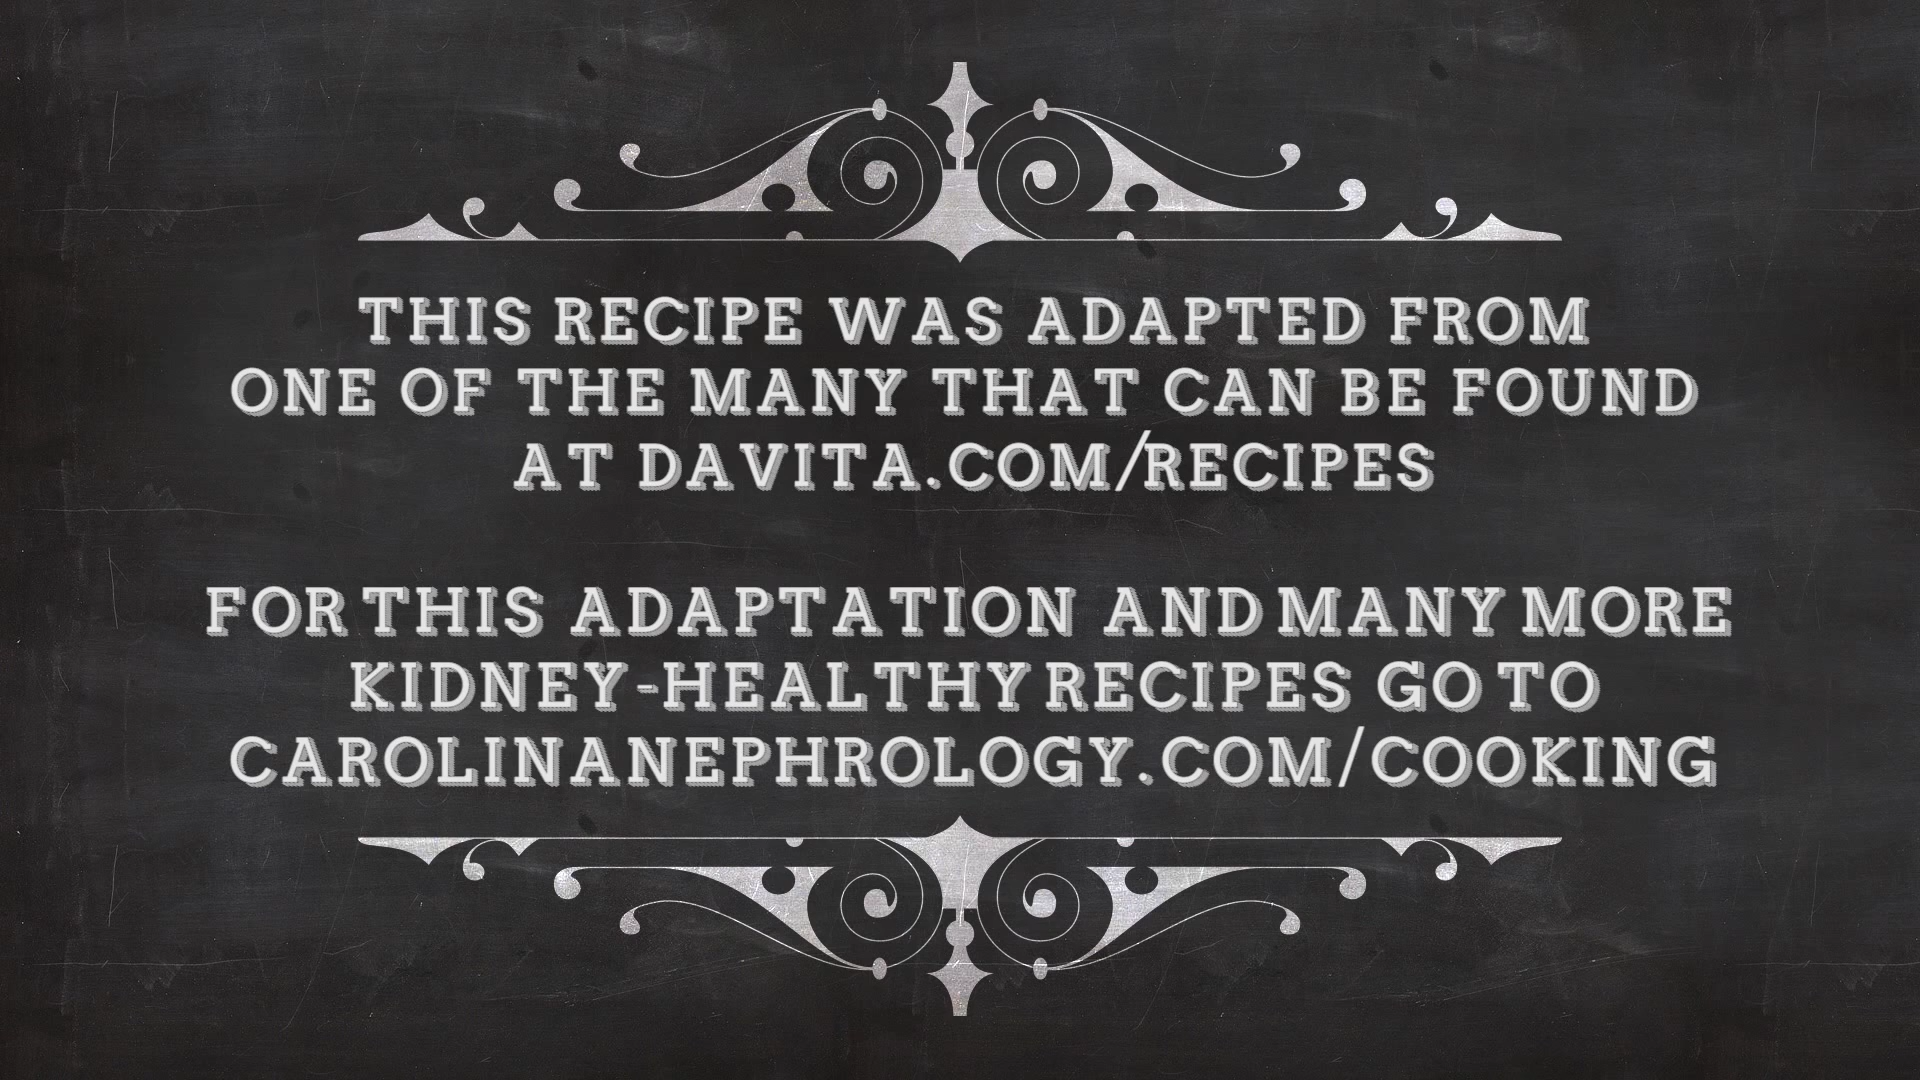 THIS RECIPE WAS ADAPTED FROM
ONE OF THE MANY THAT CAN BE FOUND
AT DAVITA.COM/RECIPES
FOR THIS ADAPTATION AND MANY MORE
KIDNEY-HEALTHY RECIPES GO TO
CAROLINANEPHROLOGY.COM/COOKING